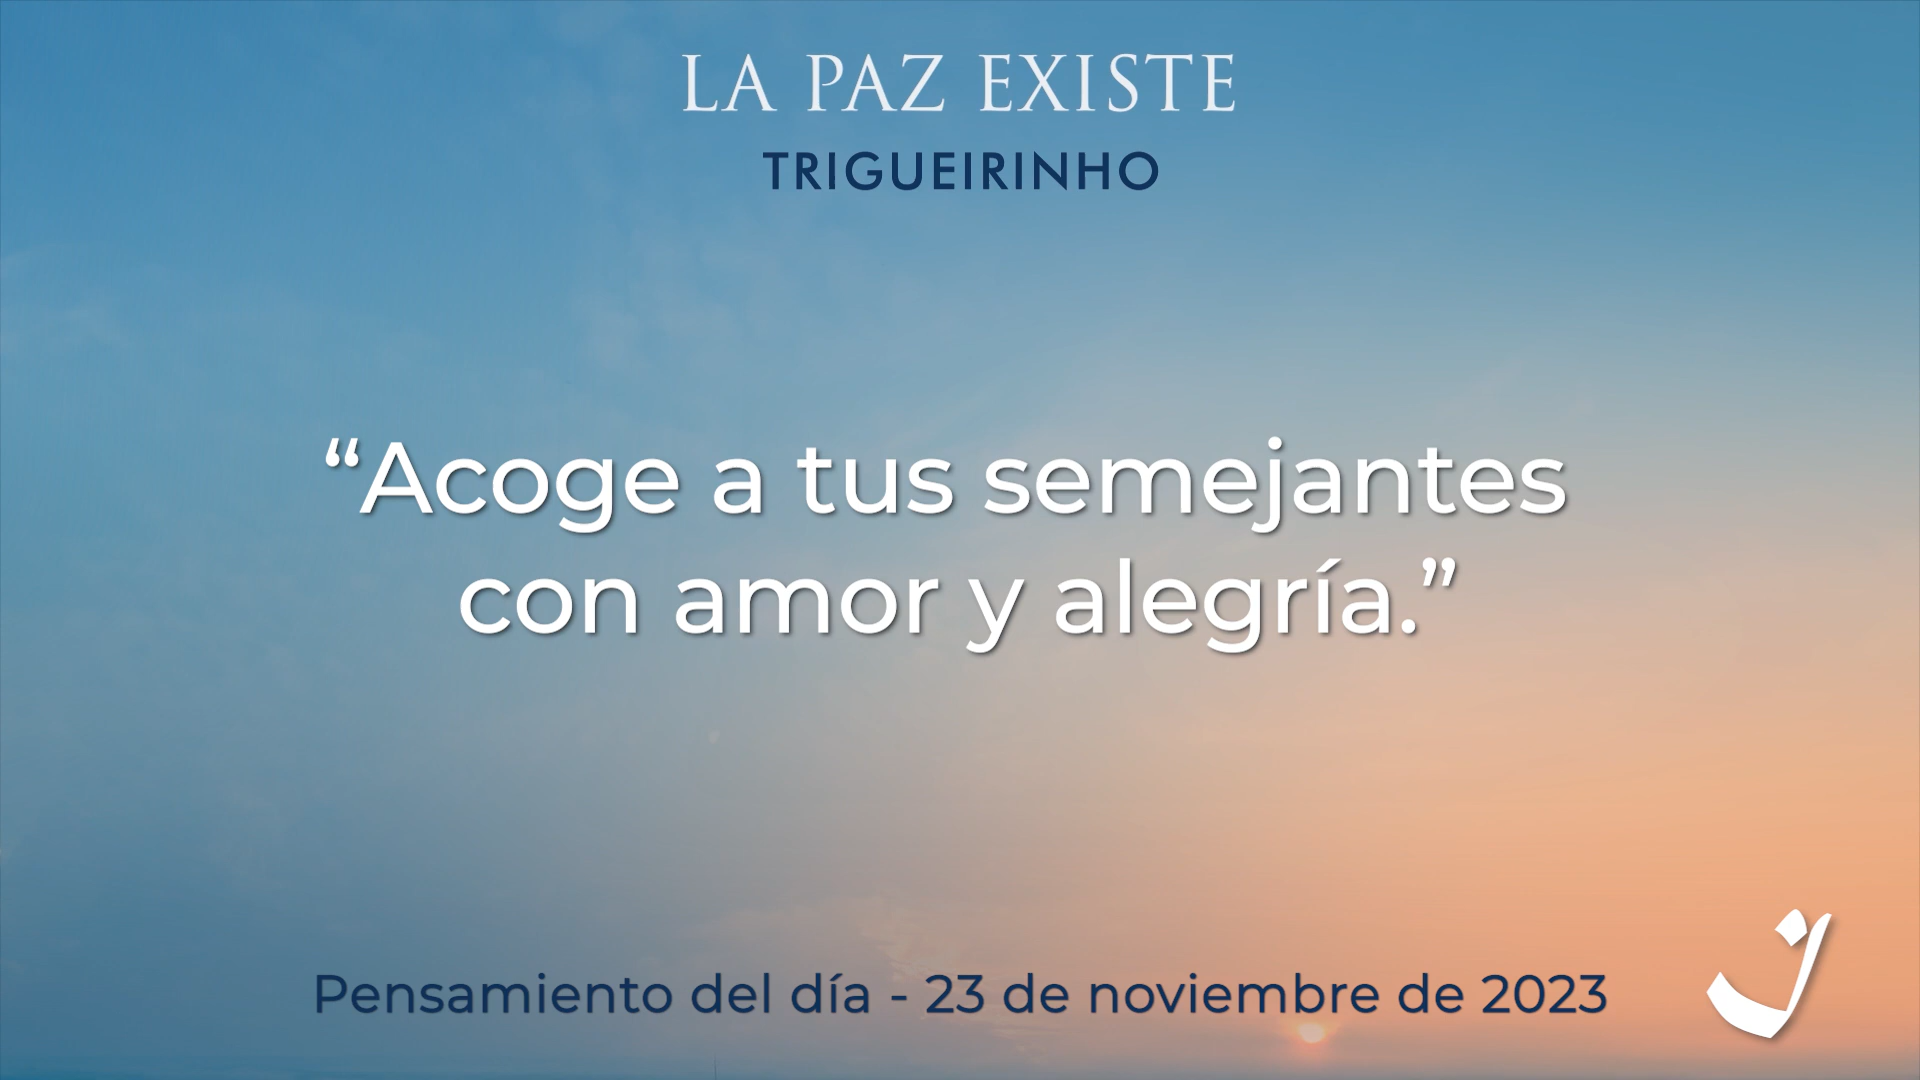 LA PAZ EXISTE
TRIGUEIRINHO
“Acoge a tus semejantes
con amor y alegría.”
Pensamiento del día - 23 de noviembre de 2023